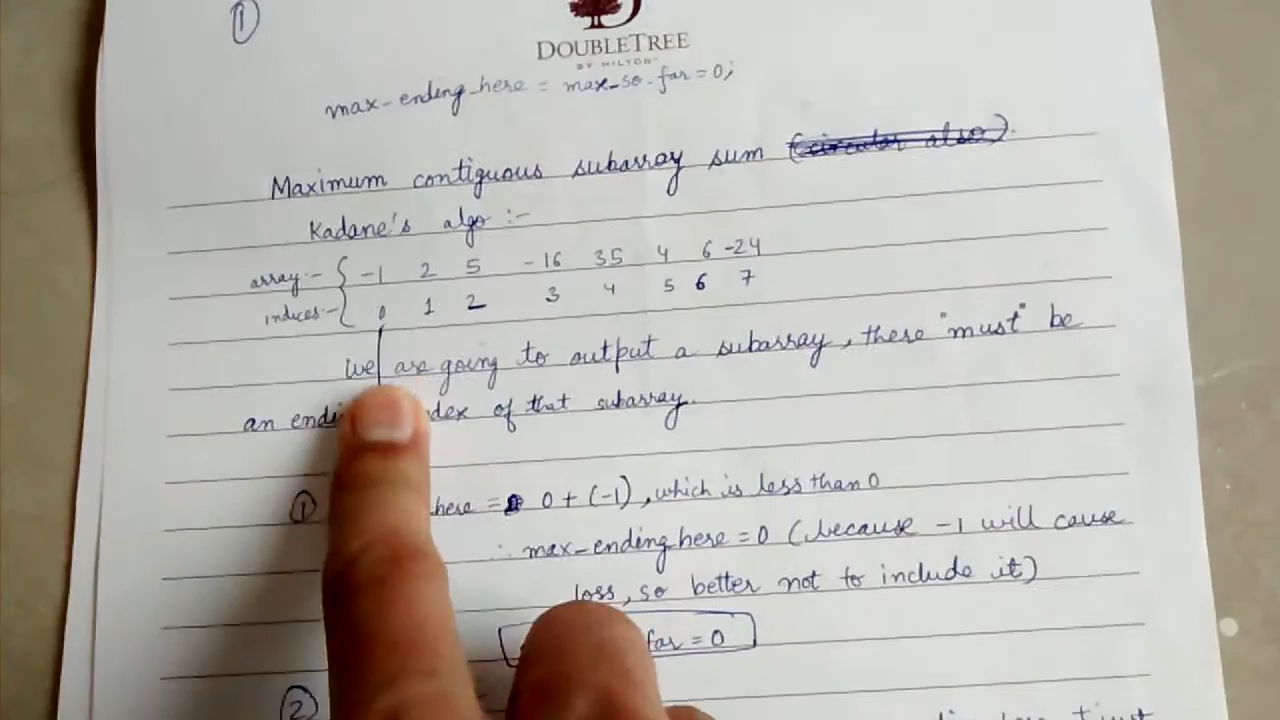 ①
DOUBLETREE
BY HILTON
max-ending-here = max-so-far = 0;
Maximum contiguous subarray sum (circular also).
Kadane's algo :-
array:- { -1 2 5 -16 35 4 6 -24
indices:- { 0 1 2 3 4 5 6 7
we are going to output a subarray, there "must" be
an ending index of that subarray.
① here = 0 + (-1), which is less than 0
∴ max-ending here = 0 (because -1 will cause
loss, so better not to include it)
far = 0
②